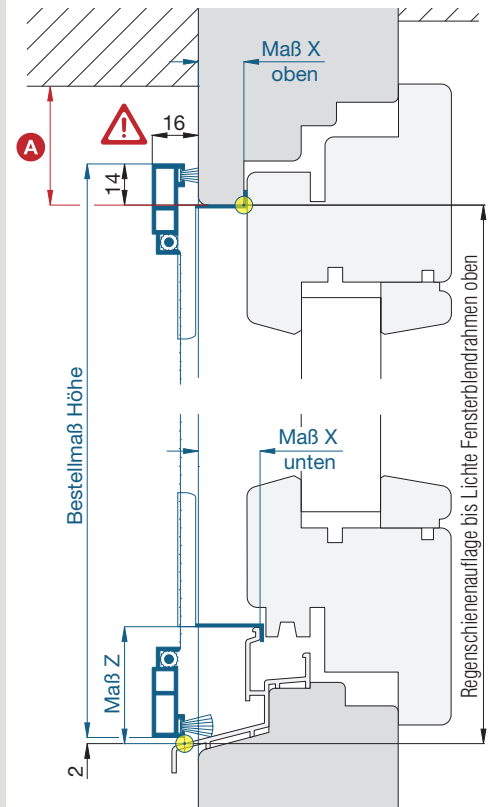 Maß X
oben
A
16
14
Bestellmaß Höhe
Maß X
unten
Regenschienenauflage bis Lichte Fensterblendrahmen oben
Maß Z
2